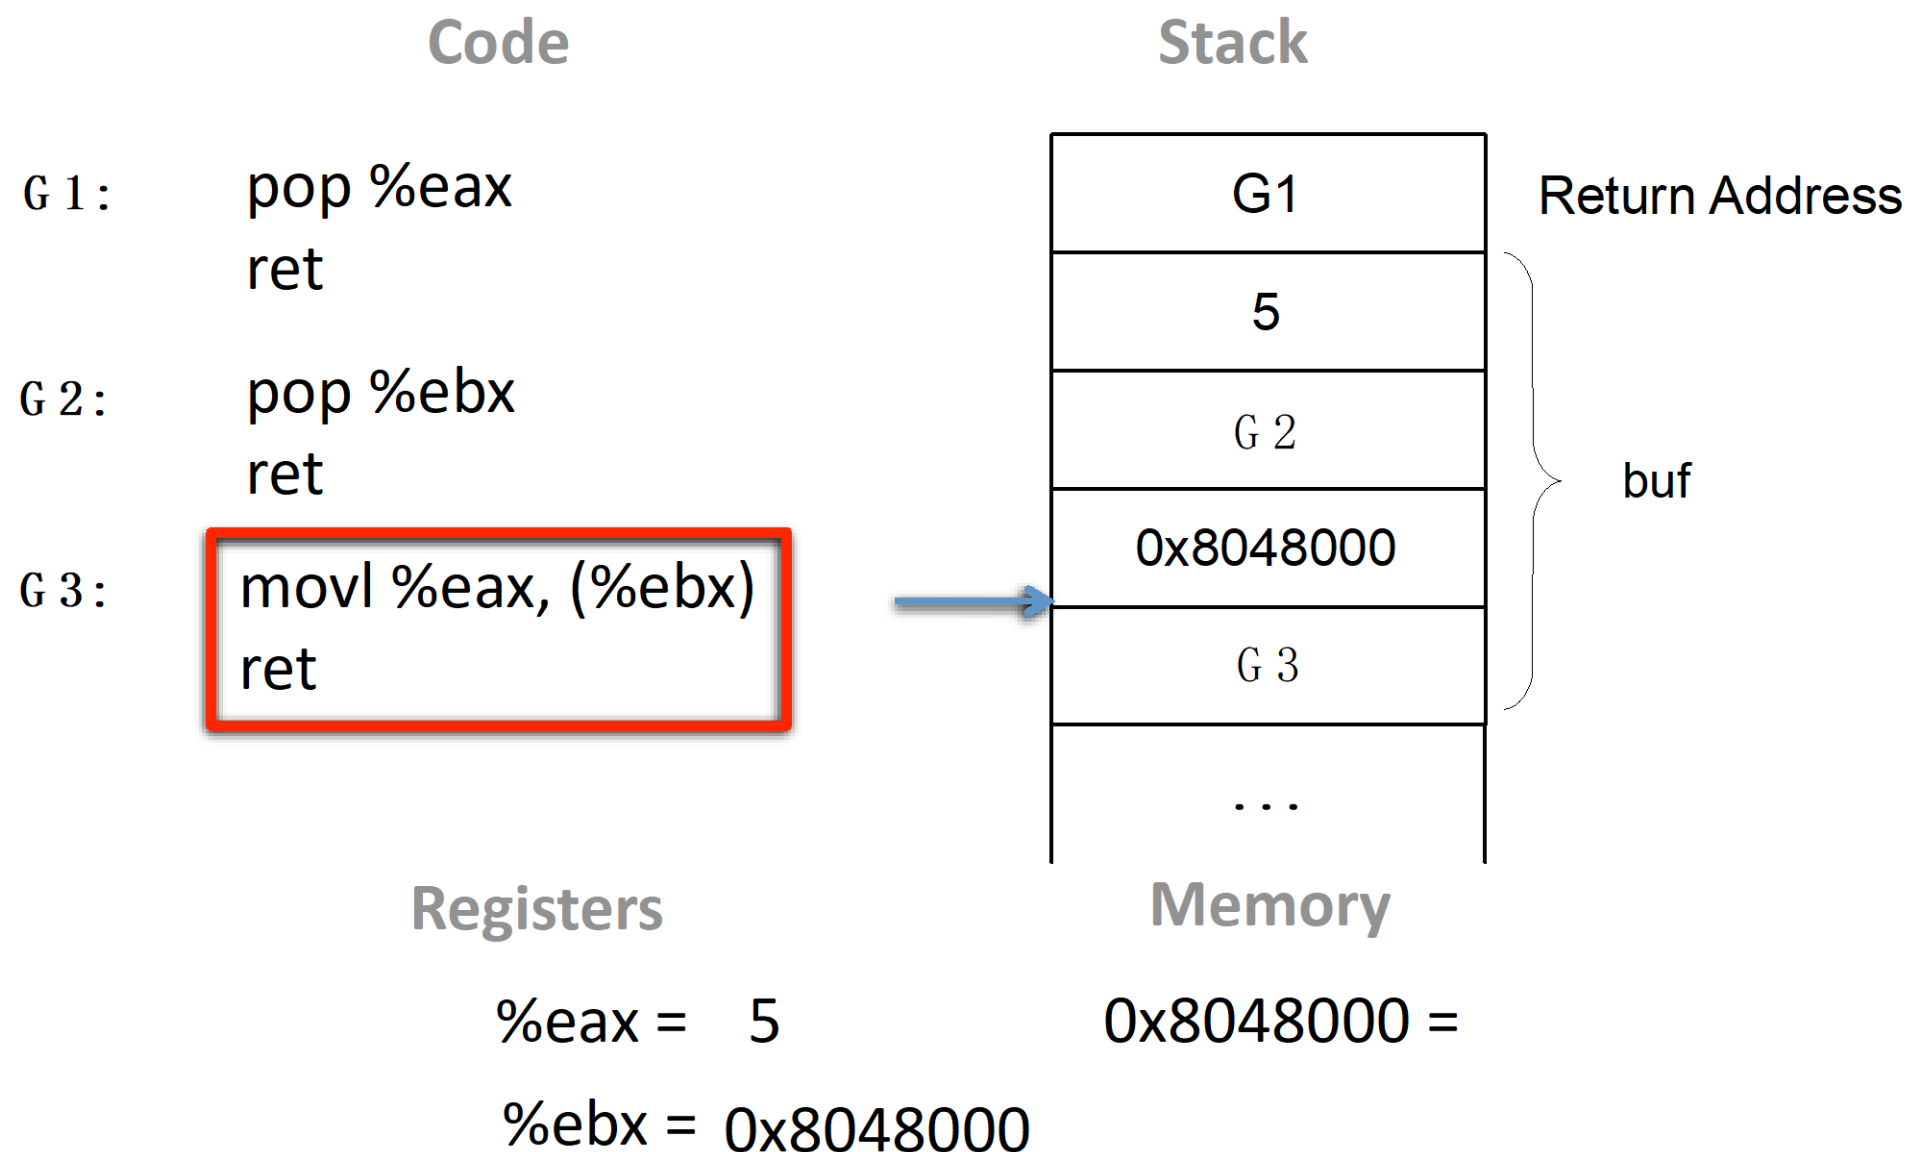 Code
G1:
pop %eax
ret
G2:
pop %ebx
ret
G3:
movl %eax, (%ebx)
ret
Stack
G1
Return Address
5
G2
0x8048000
G3
...
buf
Registers
%eax = 5
%ebx = 0x8048000
Memory
0x8048000 =